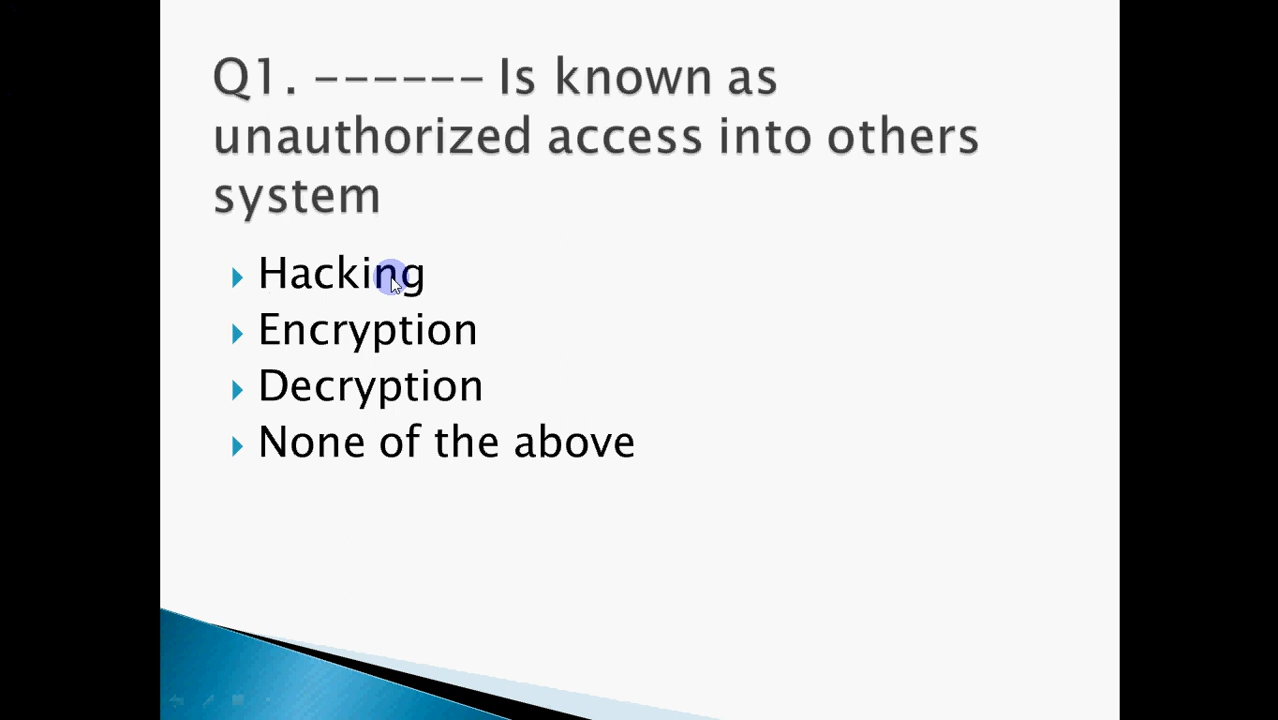 Q1. ------ Is known as
unauthorized access into others
system
Hacking
Encryption
Decryption
None of the above